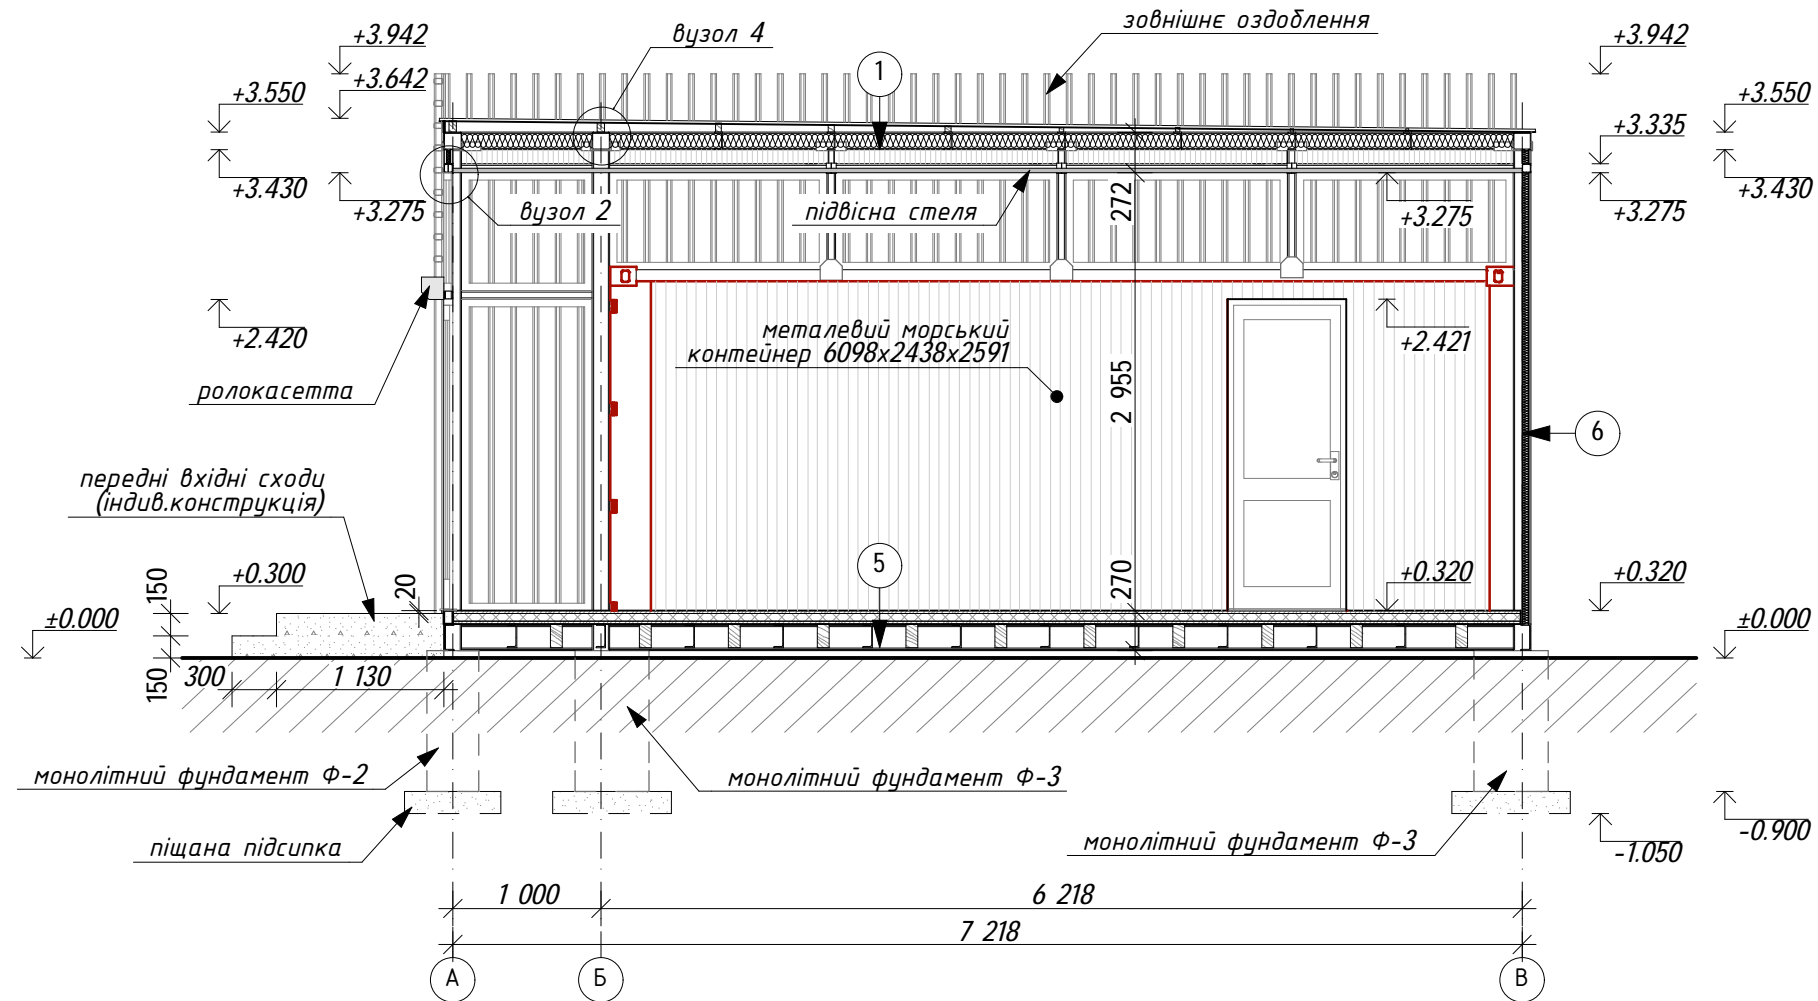 зовнішнє оздоблення
вузол 4
+3.942
+3.942
+3.642
+3.550
+3.550
1
+3.335
+3.430
+3.275
вузол 2
підвісна стеля
272
+3.275
+3.275
+3.430
+2.420
металевий морський
контейнер 6098х2438х2591
+2.421
ролокасетта
2 955
6
передні вхідні сходи
(індив.конструкція)
150
+0.300
20
5
270
+0.320
+0.320
±0.000
±0.000
150
300
1 130
монолітний фундамент Ф-2
монолітний фундамент Ф-3
піщана підсипка
монолітний фундамент Ф-3
-1.050
-0.900
1 000
6 218
7 218
А
Б
В